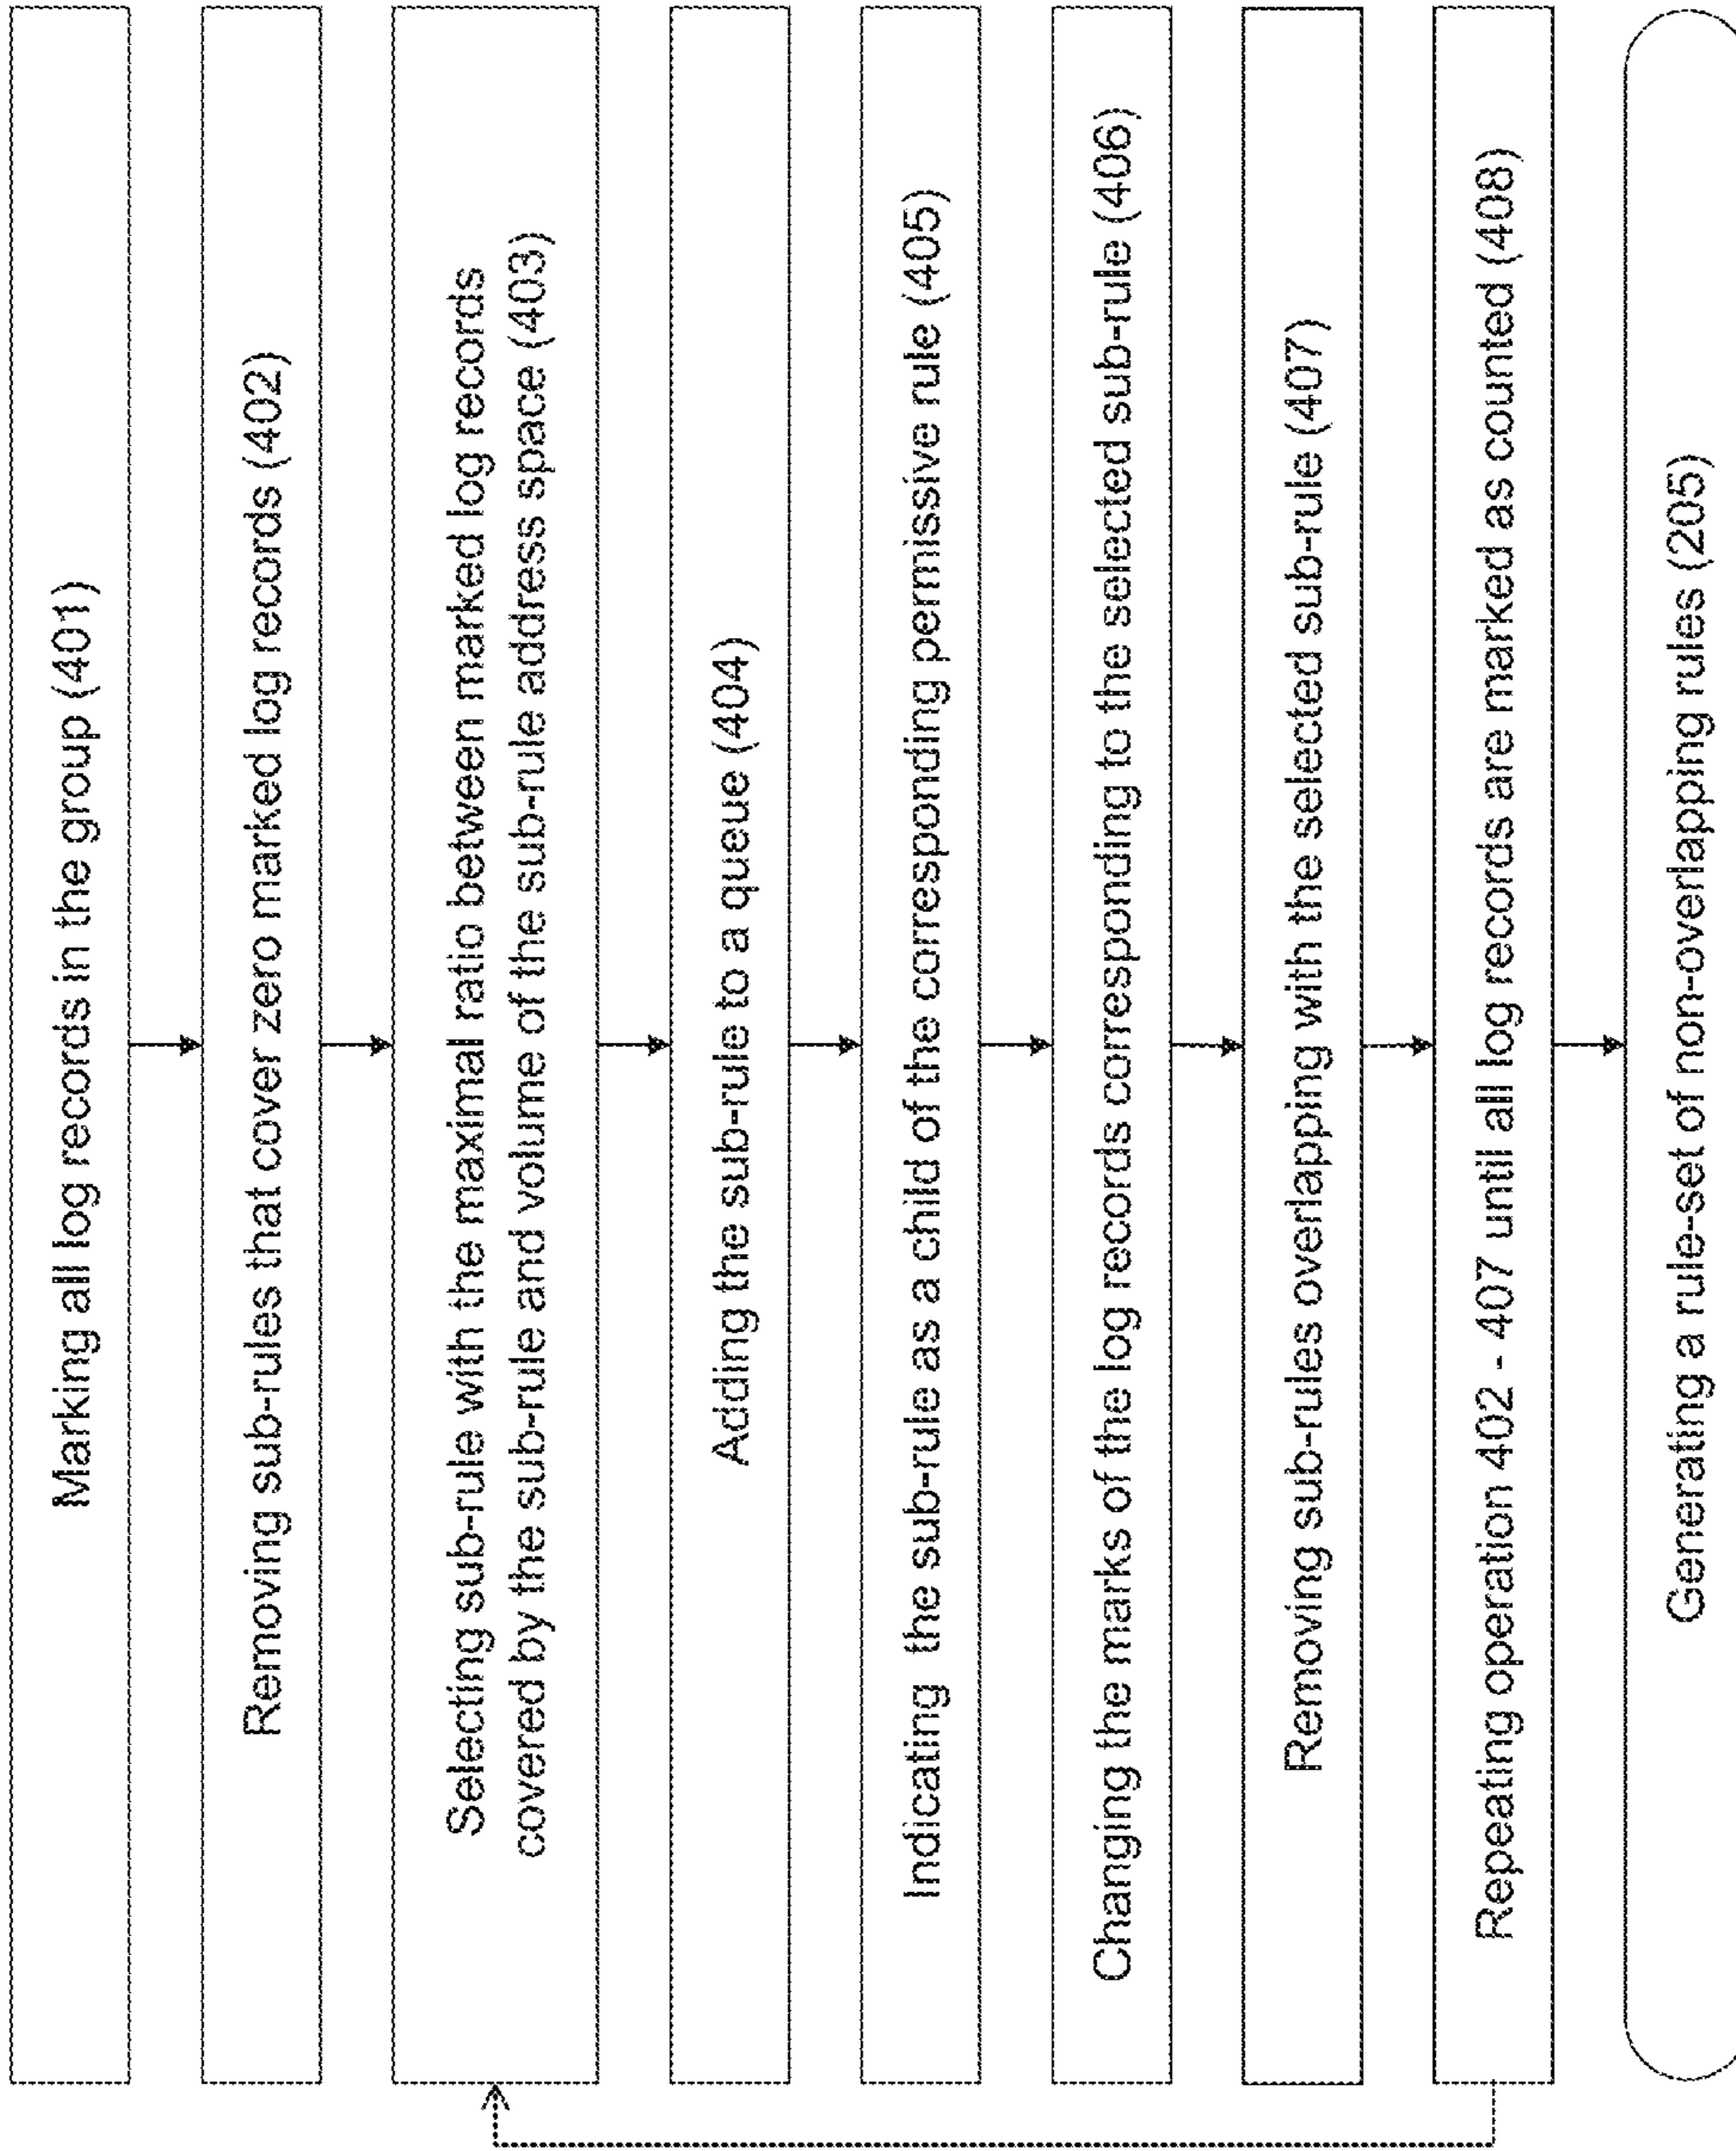 Marking all log records in the group (401)
Removing sub-rules that cover zero marked log records (402)
Selecting sub-rule with the maximal ratio between marked log records
covered by the sub-rule and volume of the sub-rule address space (403)
Adding the sub-rule to a queue (404)
Indicating the sub-rule as a child of the corresponding permissive rule (405)
Changing the marks of the log records corresponding to the selected sub-rule (406)
Removing sub-rules overlapping with the selected sub-rule (407)
Repeating operation 402 - 407 until all log records are marked as counted (408)
Generating a rule-set of non-overlapping rules (205)